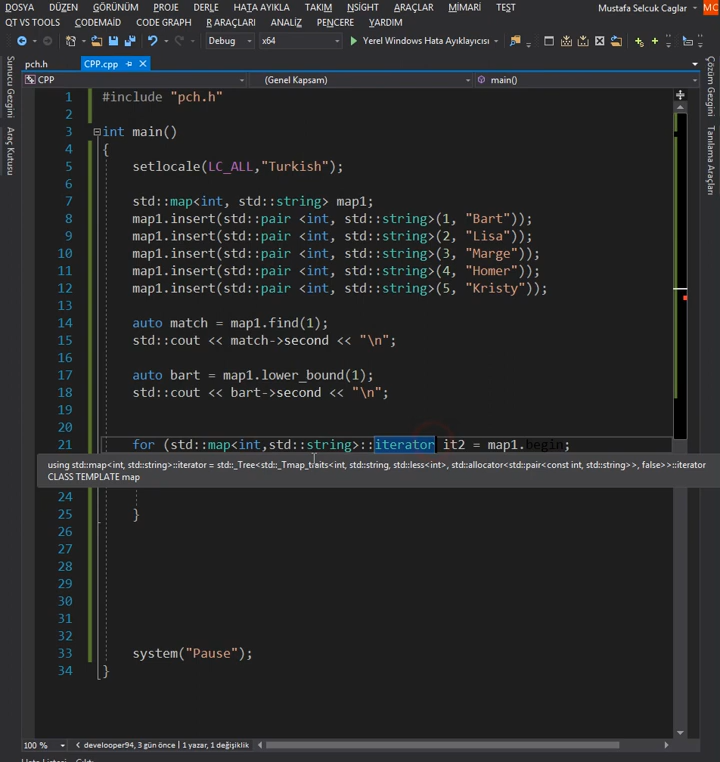 DOSYA DÜZEN GÖRÜNÜM PROJE DERLE HATA AYIKLA TAKIM NSIGHT ARAÇLAR MİMARİ TEST Mustafa Selcuk Caglar MC
QT VS TOOLS CODEMAID CODE GRAPH R ARAÇLARI ANALİZ PENCERE YARDIM
Debug x64 Yerel Windows Hata Ayıklayıcısı
pch.h CPP.cpp
CPP (Genel Kapsam) main()
Sunucu Gezgini
Araç Kutusu
Çözüm Gezgini
Tanılama Araçları
1 #include "pch.h"
2
3 int main()
4 {
5 setlocale(LC_ALL,"Turkish");
6
7 std::map<int, std::string> map1;
8 map1.insert(std::pair <int, std::string>(1, "Bart"));
9 map1.insert(std::pair <int, std::string>(2, "Lisa"));
10 map1.insert(std::pair <int, std::string>(3, "Marge"));
11 map1.insert(std::pair <int, std::string>(4, "Homer"));
12 map1.insert(std::pair <int, std::string>(5, "Kristy"));
13
14 auto match = map1.find(1);
15 std::cout << match->second << "\n";
16
17 auto bart = map1.lower_bound(1);
18 std::cout << bart->second << "\n";
19
20
21 for (std::map<int,std::string>::iterator it2 = map1.begin;
using std::map<int, std::string>::iterator = std::_Tree<std::_Tmap_traits<int, std::string, std::less<int>, std::allocator<std::pair<const int, std::string>>, false>>::iterator
CLASS TEMPLATE map
24
25 }
26
27
28
29
30
31
32
33 system("Pause");
34 }
100 % develooper94, 3 gün önce | 1 yazar, 1 değişiklik